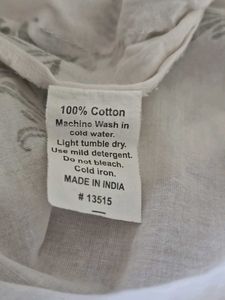 100% Cotton
Machine Wash in
cold water.
Light tumble dry.
Use mild detergent.
Do not bleach.
Cold iron.
MADE IN INDIA
# 13515